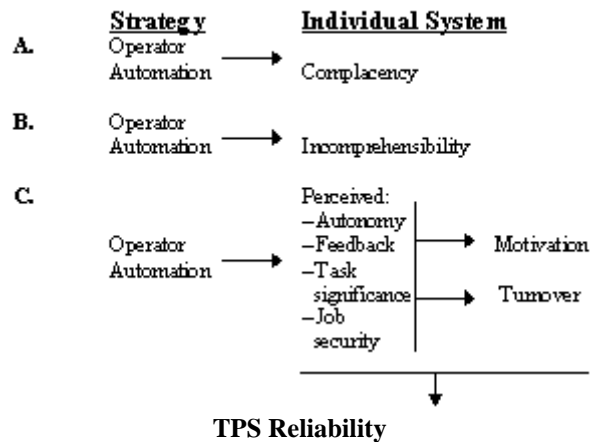 Strategy Individual System
A. Operator
Automation Complacency
B. Operator
Automation Incomprehensibility
C. Perceived:
–Autonomy
Operator –Feedback Motivation
Automation –Task
significance Turnover
–Job
security
TPS Reliability